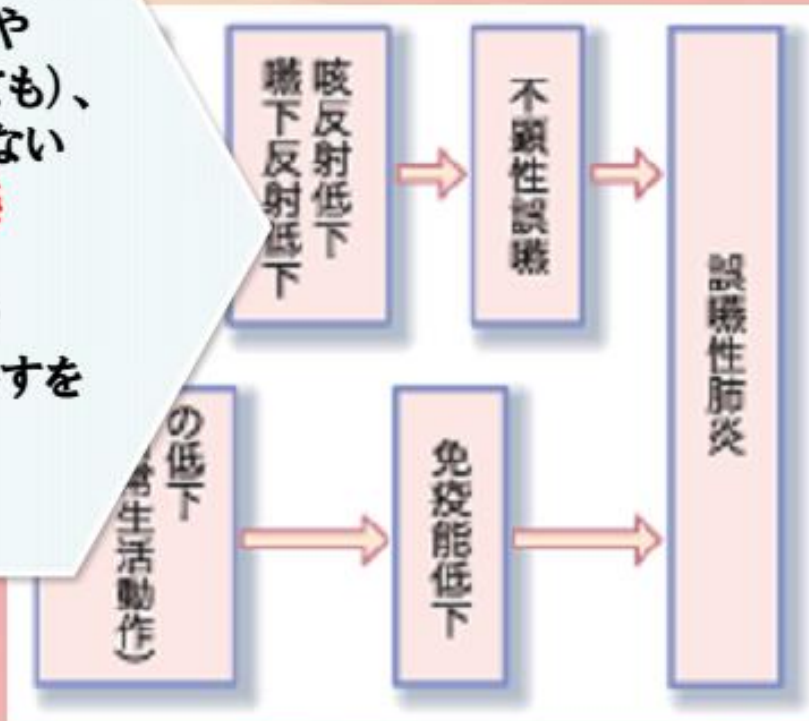 や
も)、
ない
すを
咳反射低下
嚥下反射低下
不顕性誤嚥
誤嚥性肺炎
の低下
常生活動作)
免疫能低下